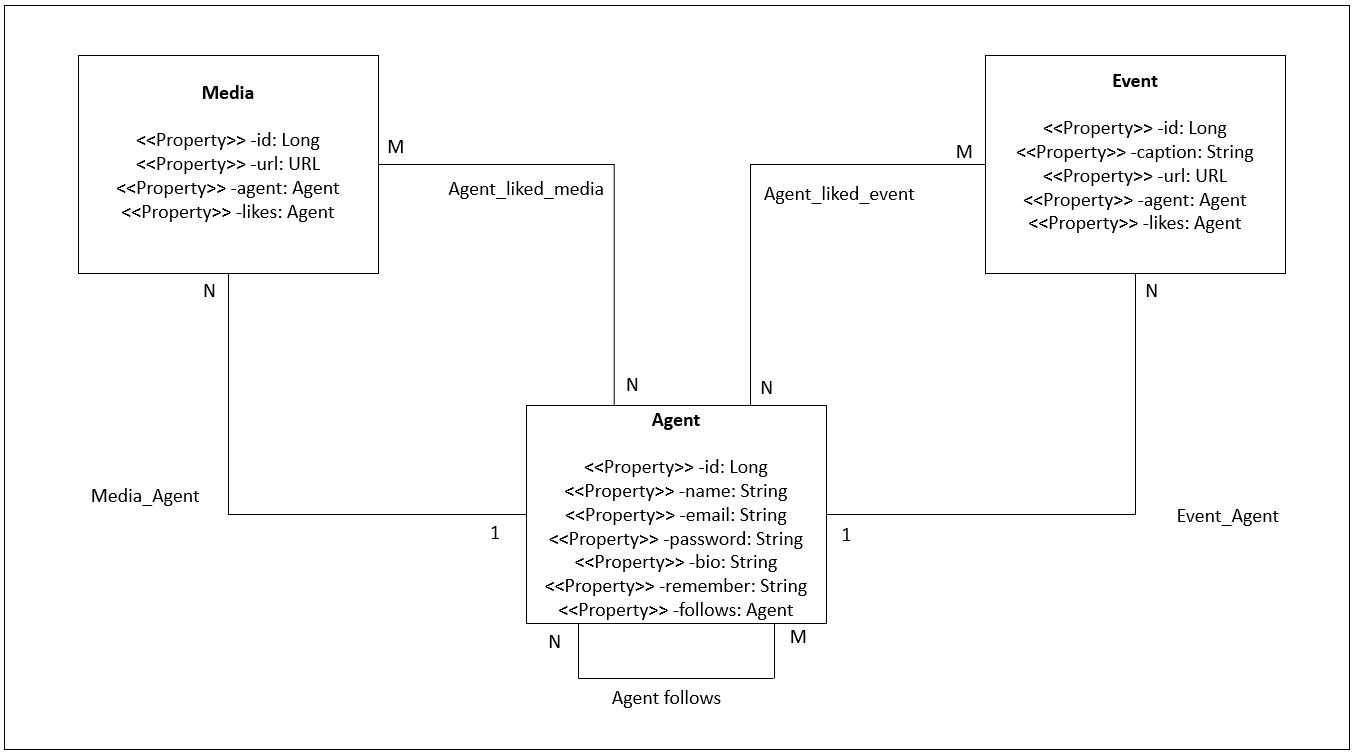 Media
<<Property>> -id: Long
<<Property>> -url: URL
<<Property>> -agent: Agent
<<Property>> -likes: Agent
M
Agent_liked_media
N
Event
<<Property>> -id: Long
<<Property>> -caption: String
<<Property>> -url: URL
<<Property>> -agent: Agent
<<Property>> -likes: Agent
M
Agent_liked_event
N
N
N
Agent
<<Property>> -id: Long
<<Property>> -name: String
<<Property>> -email: String
<<Property>> -password: String
<<Property>> -bio: String
<<Property>> -remember: String
<<Property>> -follows: Agent
Media_Agent
1
1
Event_Agent
N
M
Agent follows